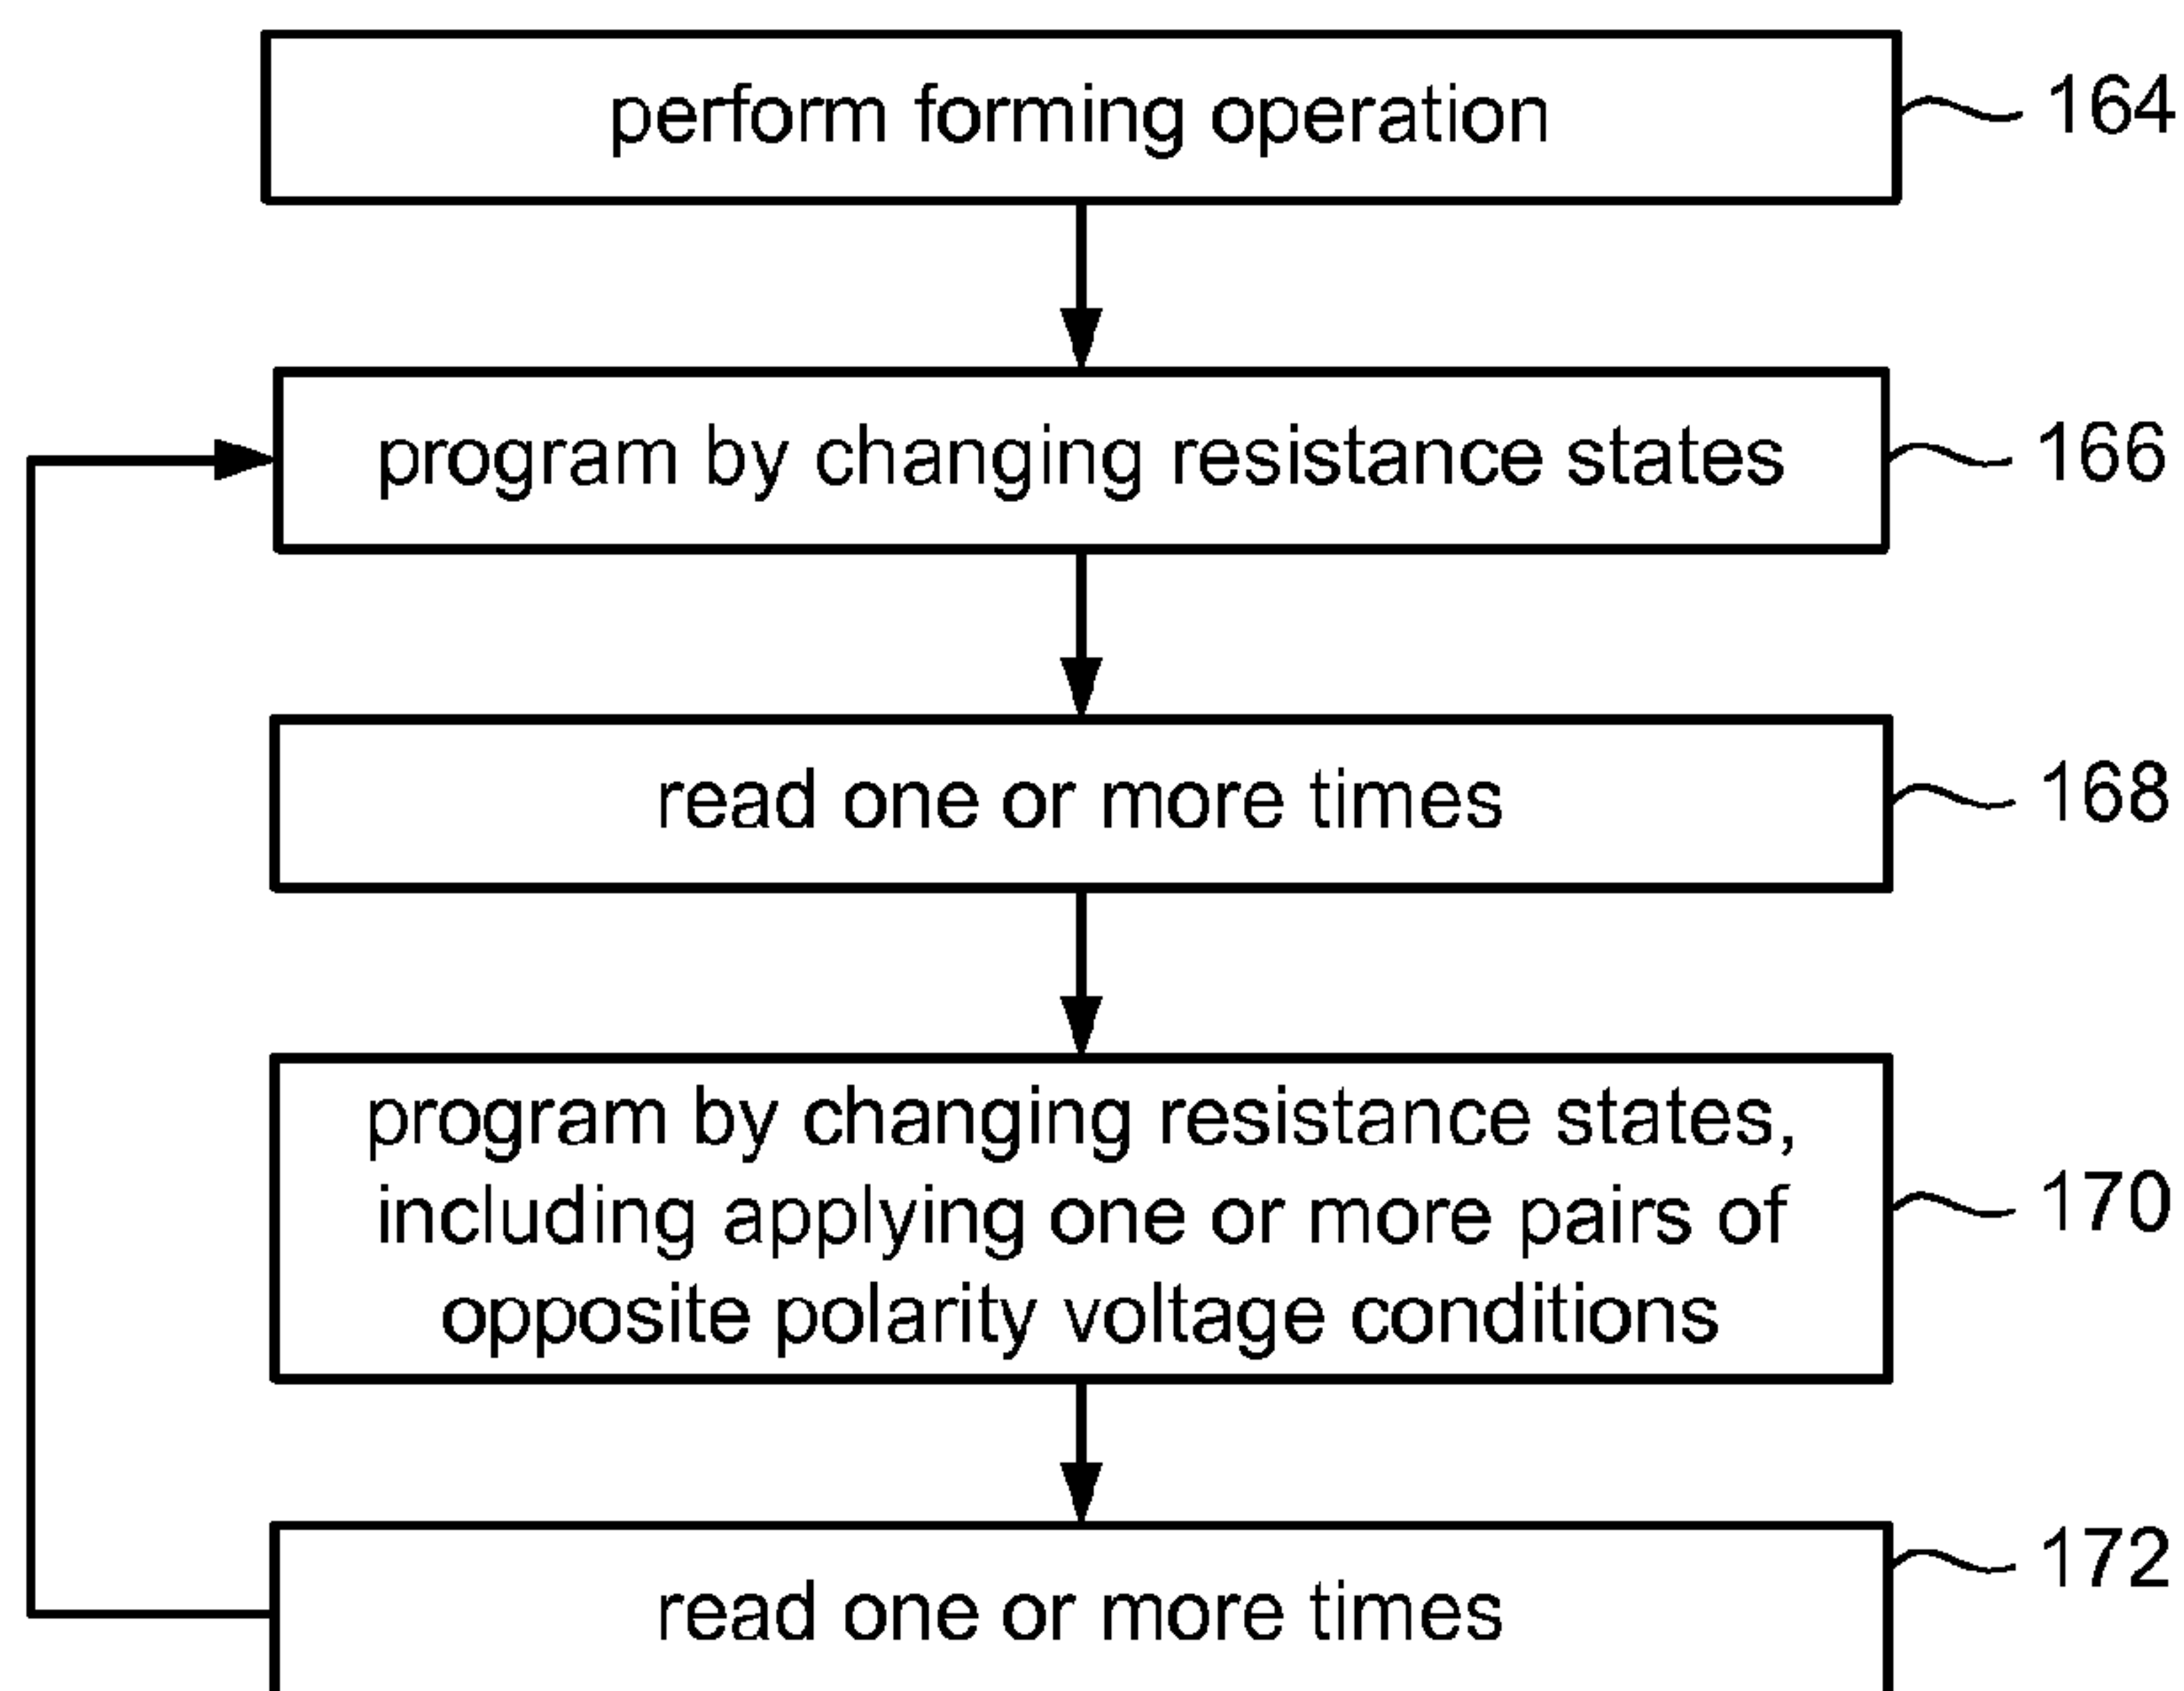 perform forming operation
164
program by changing resistance states
166
read one or more times
168
program by changing resistance states,
including applying one or more pairs of
opposite polarity voltage conditions
170
read one or more times
172